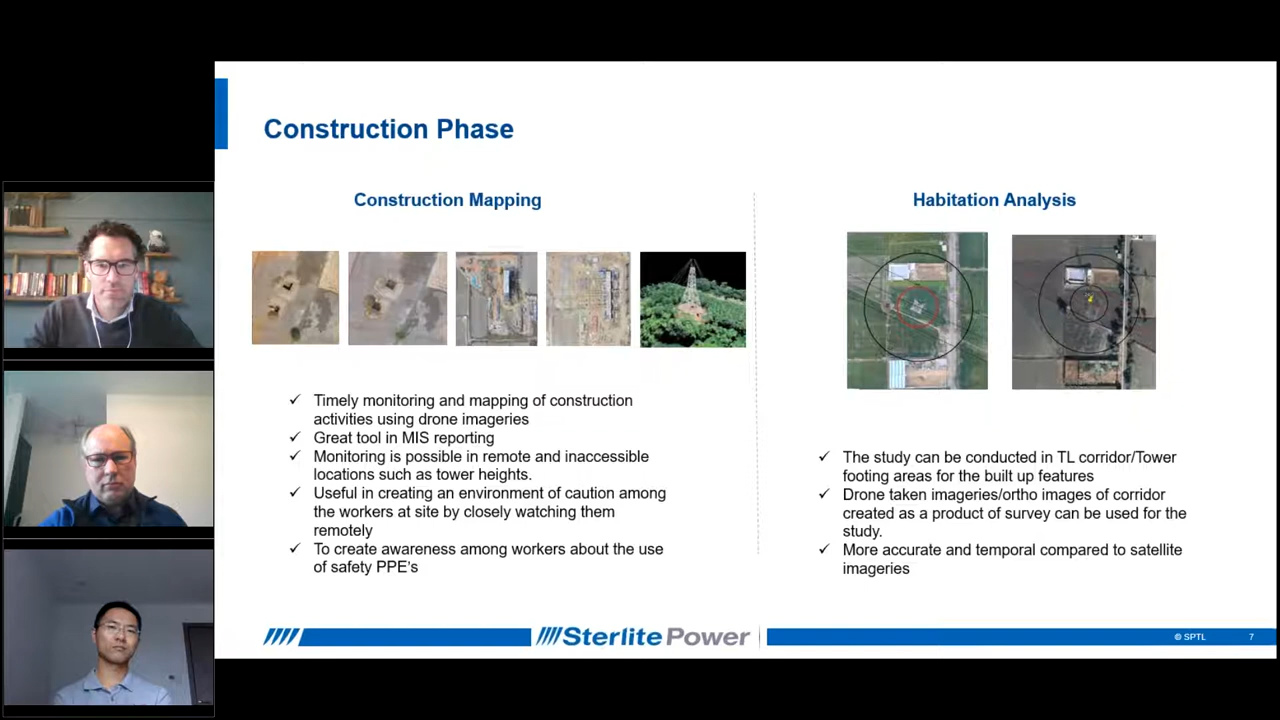 Construction Phase
Construction Mapping
✓ Timely monitoring and mapping of construction
activities using drone imageries
✓ Great tool in MIS reporting
✓ Monitoring is possible in remote and inaccessible
locations such as tower heights.
✓ Useful in creating an environment of caution among
the workers at site by closely watching them
remotely
✓ To create awareness among workers about the use
of safety PPE's
Habitation Analysis
✓ The study can be conducted in TL corridor/Tower
footing areas for the built up features
✓ Drone taken imageries/ortho images of corridor
created as a product of survey can be used for the
study.
✓ More accurate and temporal compared to satellite
imageries
Sterlite Power
© SPTL 7